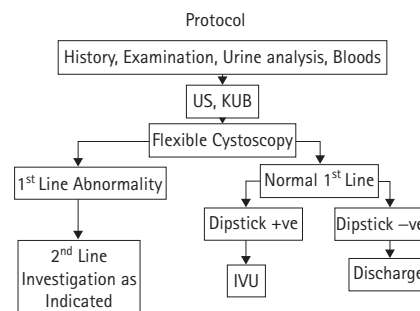 Protocol
History, Examination, Urine analysis, Bloods
US, KUB
Flexible Cystoscopy
1st Line Abnormality
Normal 1st Line
Dipstick +ve
Dipstick –ve
2nd Line
Investigation as
Indicated
IVU
Discharge